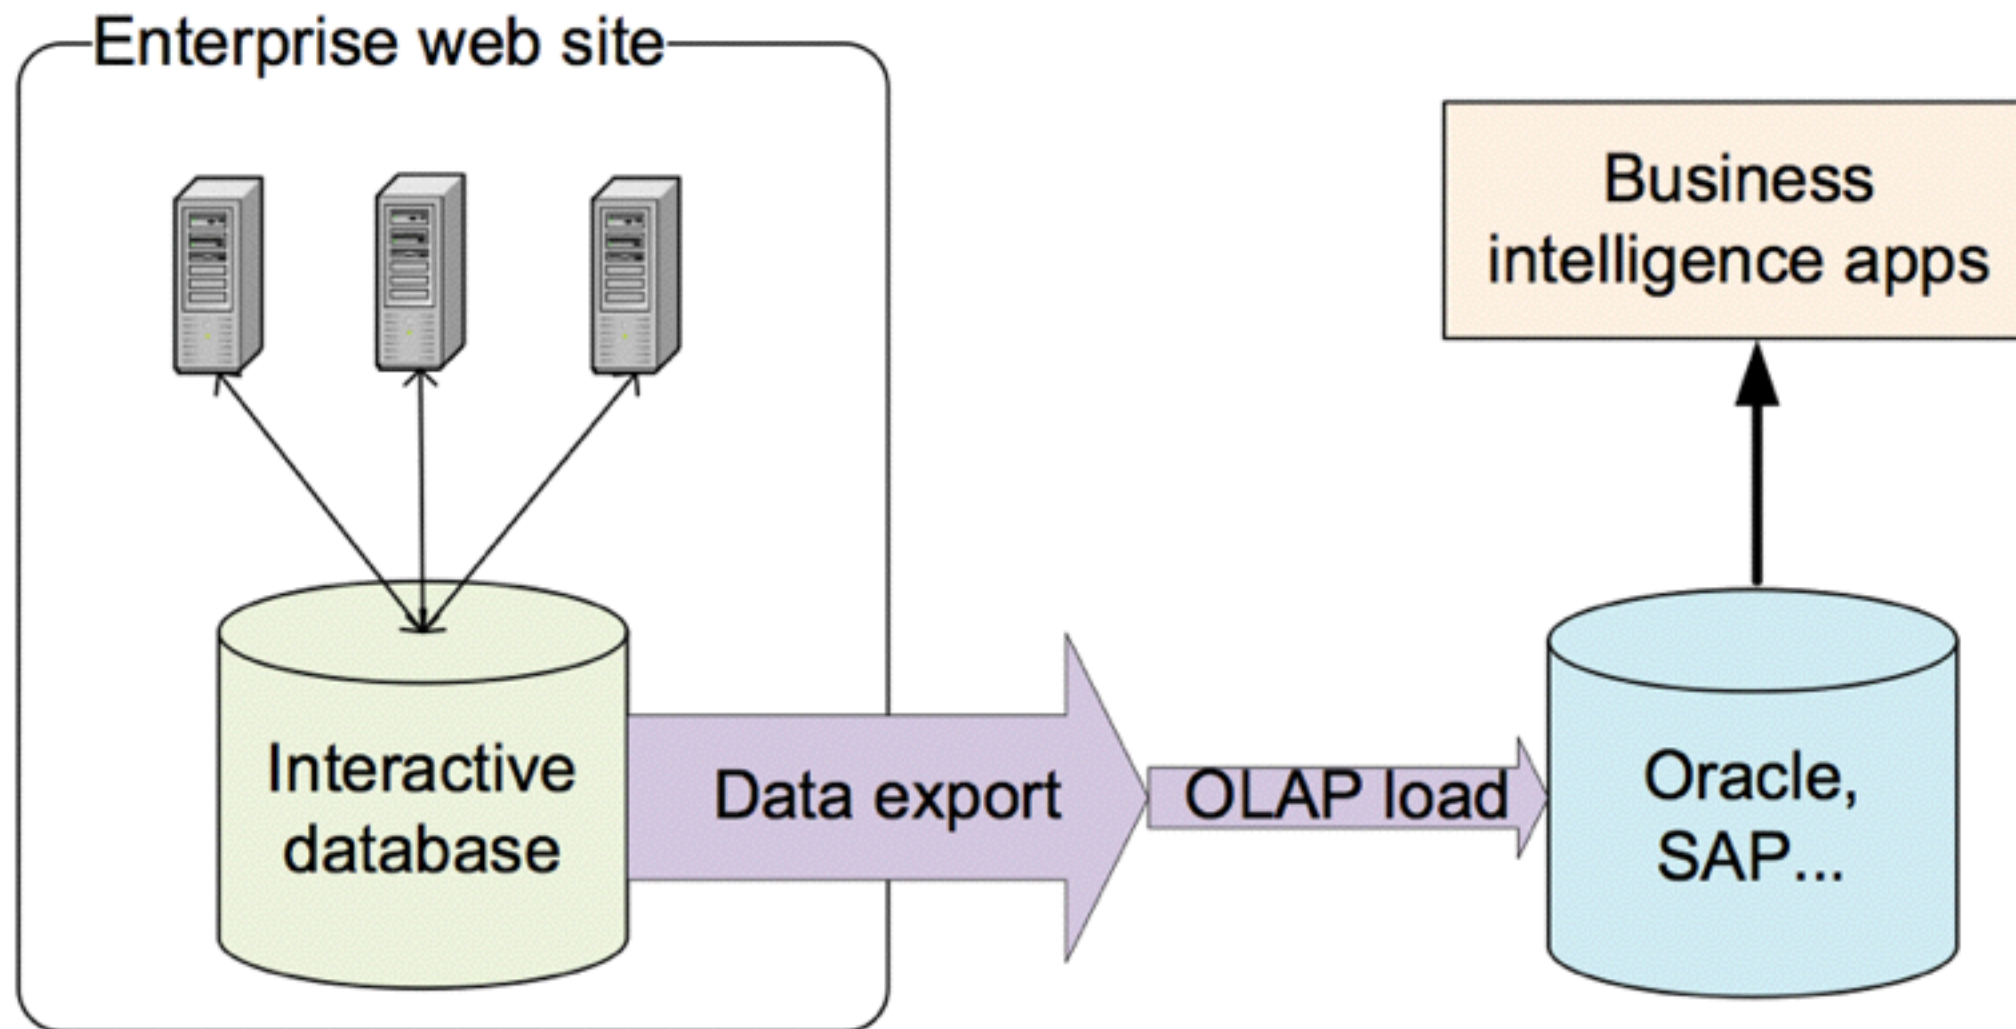 Enterprise web site
Business
intelligence apps
Interactive
database
Data export
OLAP load
Oracle,
SAP...